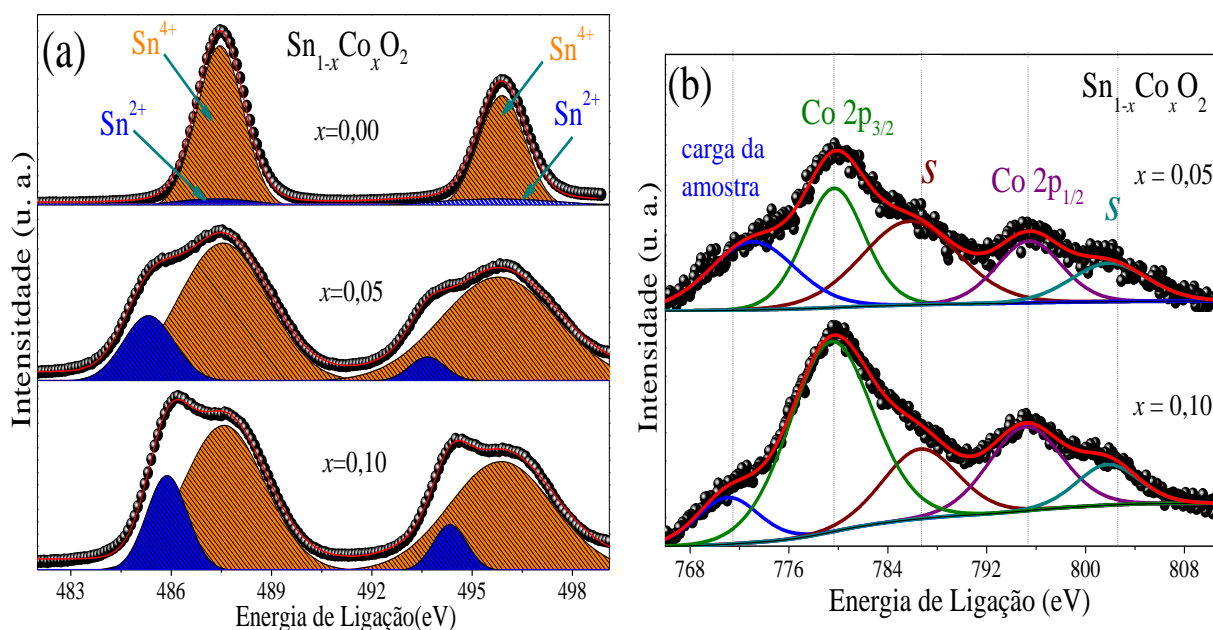 (a)
Sn4+
Sn1-xCoxO2
Sn4+
Sn2+
x=0,00
Sn2+
x=0,05
x=0,10
Intensitdade (u. a.)
483 486 489 492 495 498
Energia de Ligação(eV)
(b)
Sn1-xCoxO2
Co 2p3/2
carga da
amostra
S
Co 2p1/2
S
x = 0,05
x = 0,10
Intensidade (u. a.)
768 776 784 792 800 808
Energia de Ligação (eV)